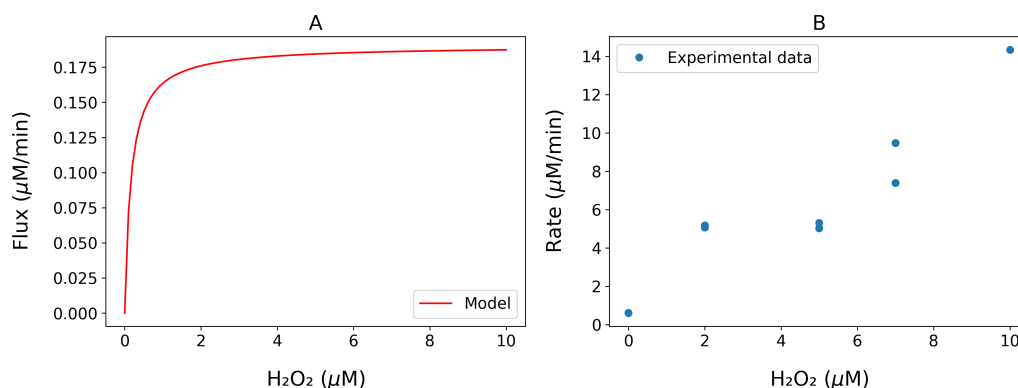 A
Flux (μM/min)
0.175
0.150
0.125
0.100
0.075
0.050
0.025
0.000
Model
0 2 4 6 8 10
H₂O₂ (μM)
B
Rate (μM/min)
14
12
10
8
6
4
2
0
Experimental data
0 2 4 6 8 10
H₂O₂ (μM)